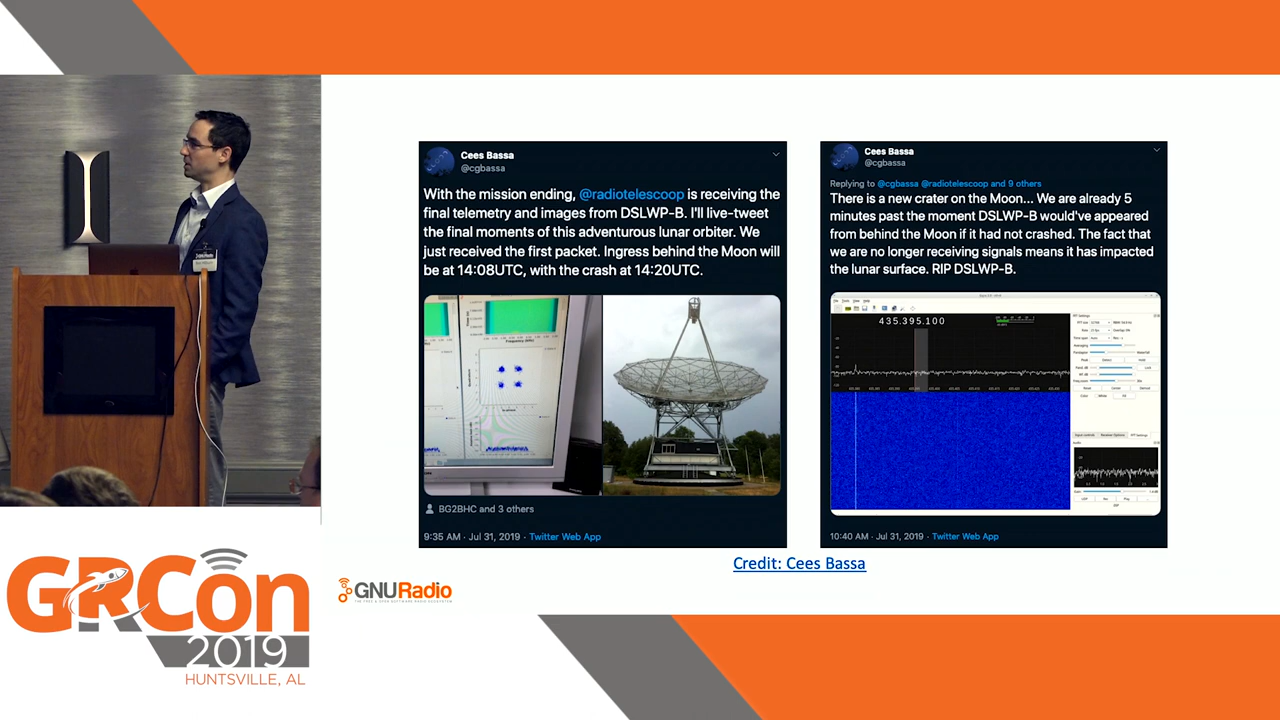 Cees Bassa
@cgbassa
With the mission ending, @radiotelescoop is receiving the
final telemetry and images from DSLWP-B. I'll live-tweet
the final moments of this adventurous lunar orbiter. We
just received the first packet. Ingress behind the Moon will
be at 14:08UTC, with the crash at 14:20UTC.
BG2BHC and 3 others
9:35 AM · Jul 31, 2019 · Twitter Web App
Cees Bassa
@cgbassa
Replying to @cgbassa @radiotelescoop and 9 others
There is a new crater on the Moon... We are already 5
minutes past the moment DSLWP-B would've appeared
from behind the Moon if it had not crashed. The fact that
we are no longer receiving signals means it has impacted
the lunar surface. RIP DSLWP-B.
435.395.100
10:40 AM · Jul 31, 2019 · Twitter Web App
Credit: Cees Bassa
GNURadio
THE FREE & OPEN SOFTWARE RADIO ECOSYSTEM
GRCon
2019
HUNTSVILLE, AL